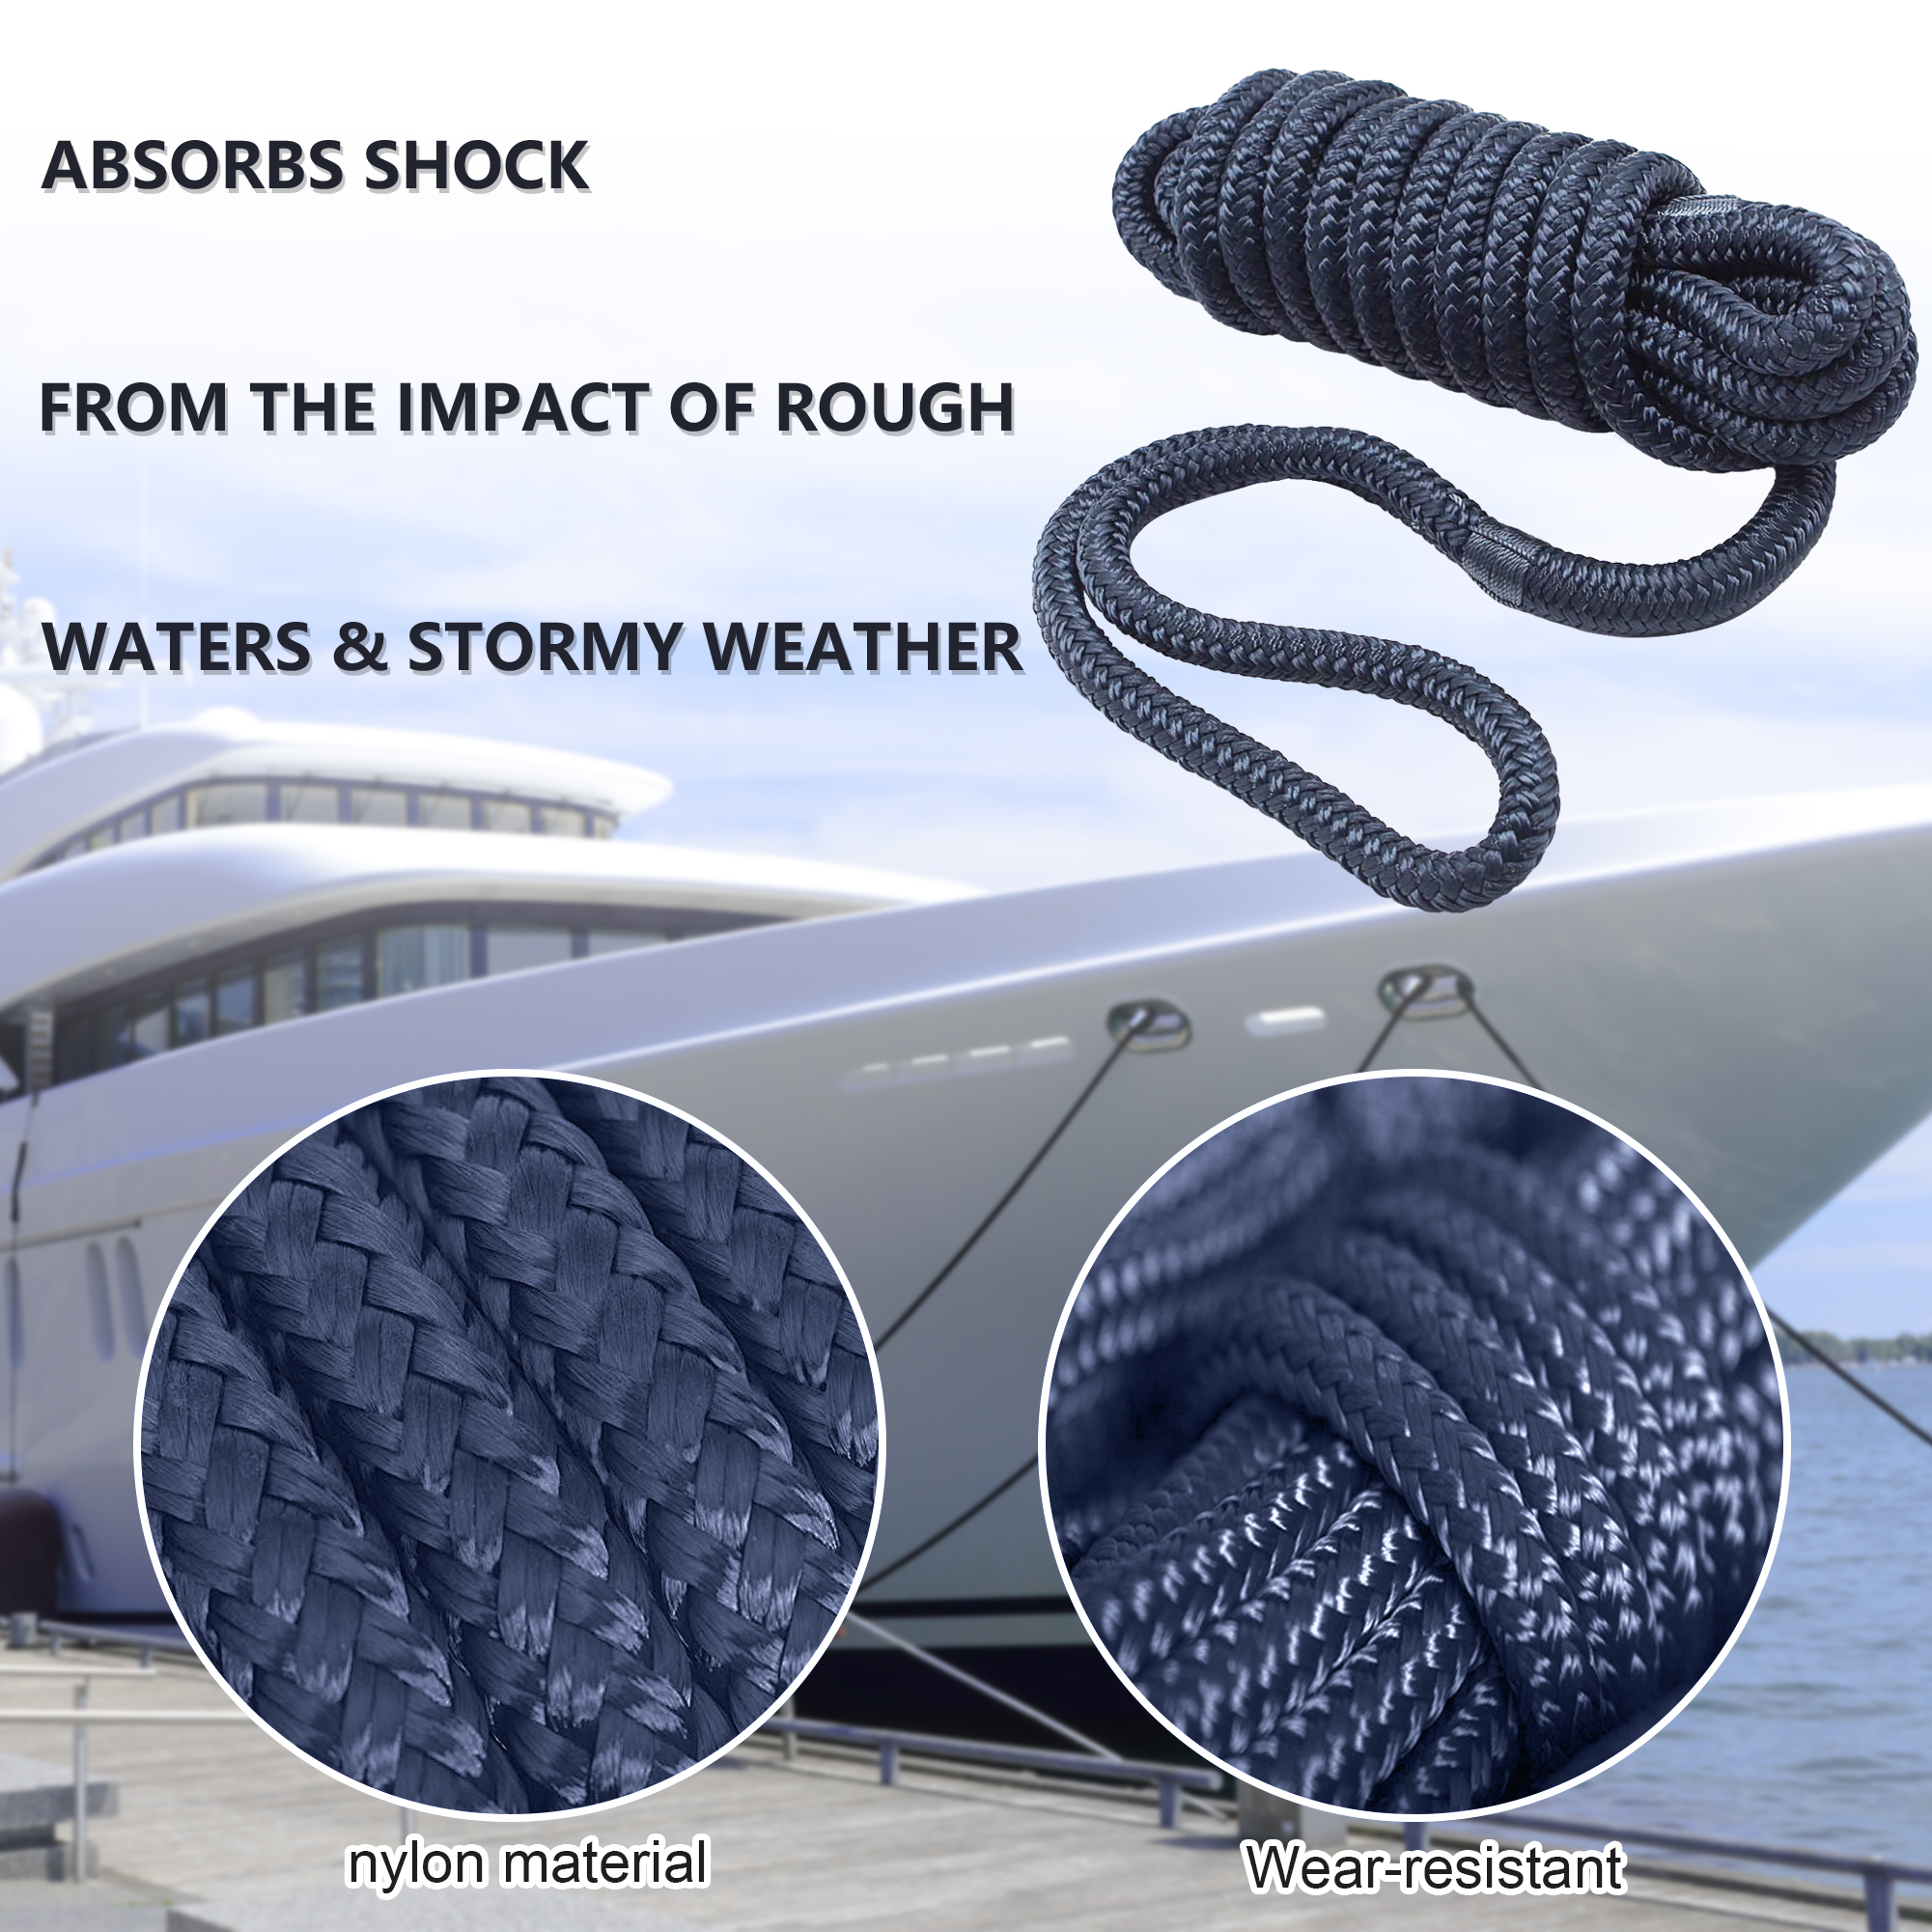 ABSORBS SHOCK
FROM THE IMPACT OF ROUGH
WATERS & STORMY WEATHER
nylon material
Wear-resistant